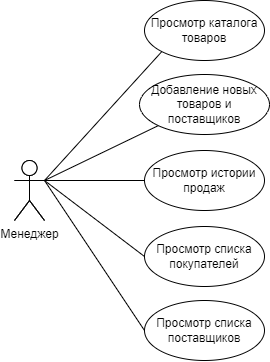 Просмотр каталога
товаров
Добавление новых
товаров и
поставщиков
Просмотр истории
продаж
Менеджер
Просмотр списка
покупателей
Просмотр списка
поставщиков